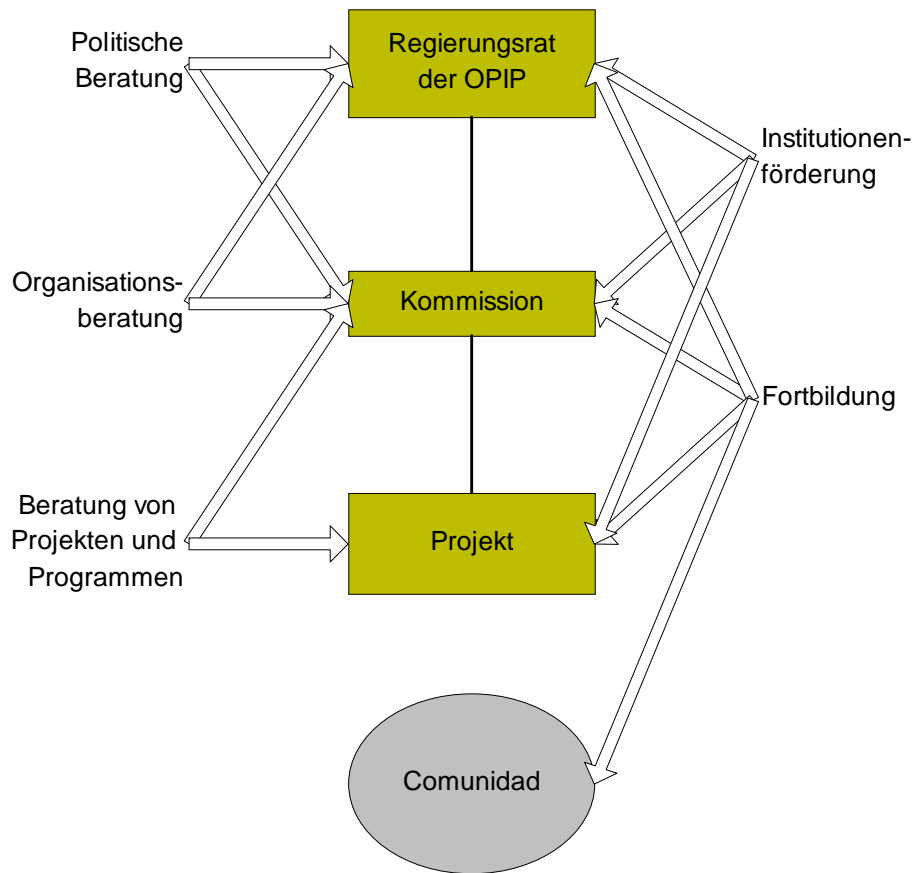 Politische
Beratung
Regierungsrat
der OPIP
Institutionen-
förderung
Organisations-
beratung
Kommission
Fortbildung
Beratung von
Projekten und
Programmen
Projekt
Comunidad